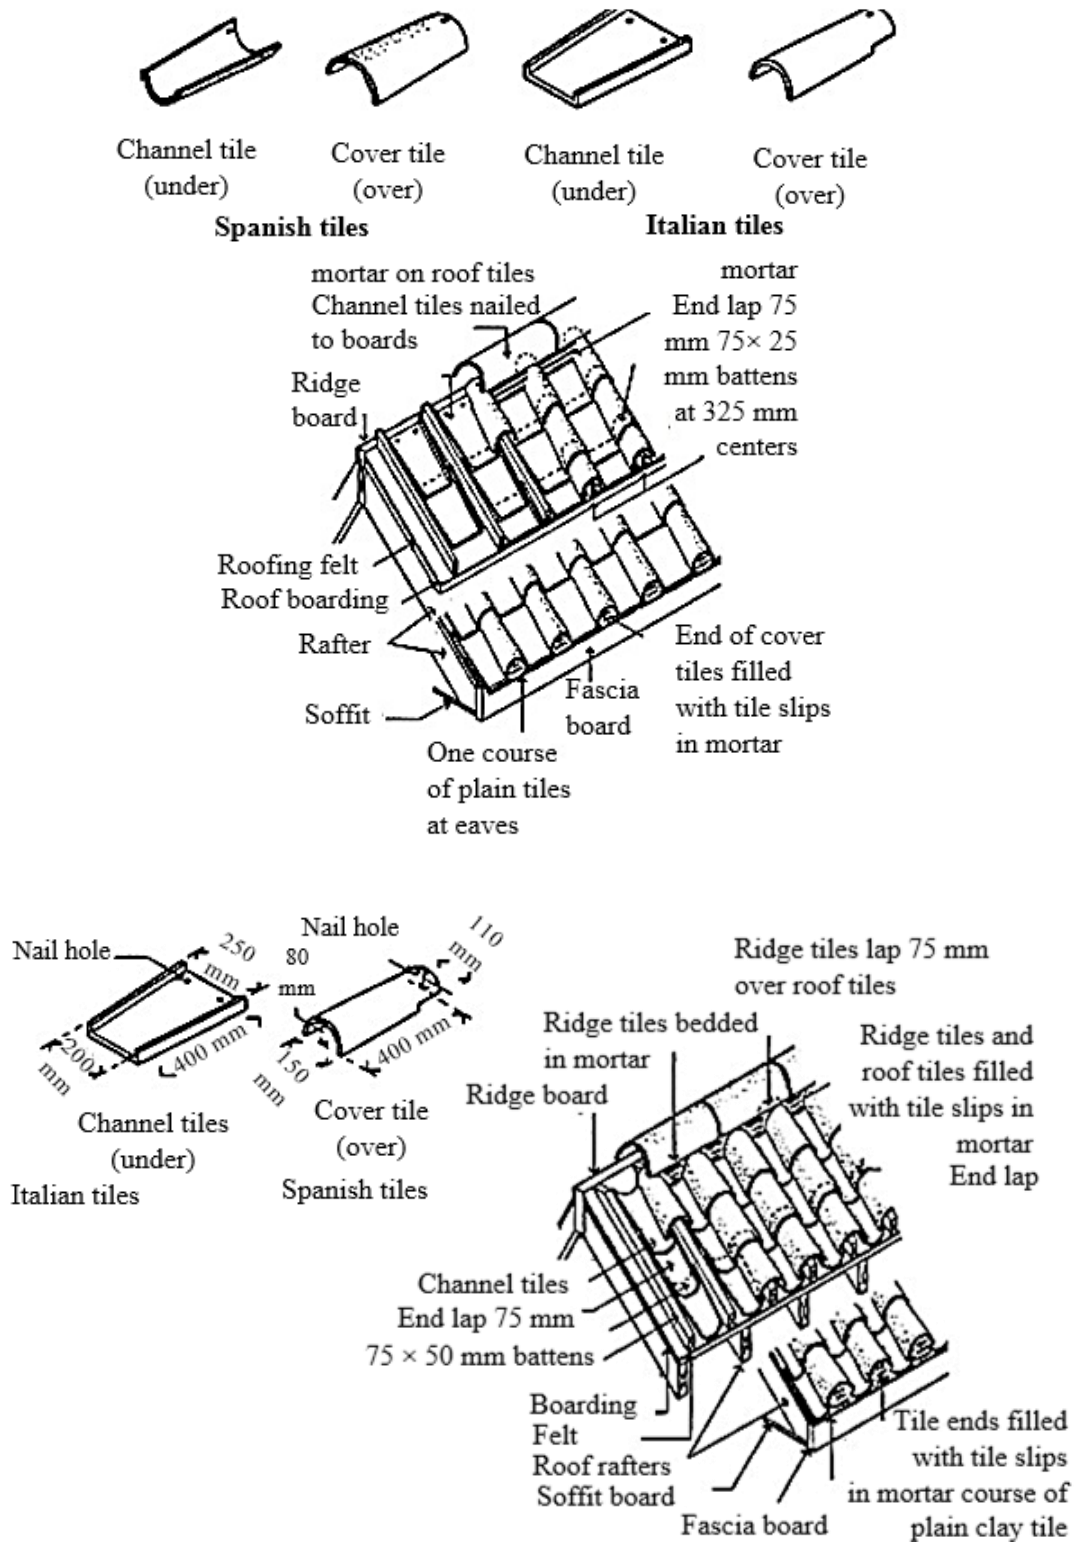 Channel tile
(under)
Cover tile
(over)
Channel tile
(under)
Cover tile
(over)
Spanish tiles
Italian tiles
mortar on roof tiles
Channel tiles nailed
to boards
Ridge
board
mortar
End lap 75
mm 75× 25
mm battens
at 325 mm
centers
Roofing felt
Roof boarding
Rafter
Soffit
Fascia
board
End of cover
tiles filled
with tile slips
in mortar
One course
of plain tiles
at eaves
Nail hole
250
mm
200
mm
400 mm
Channel tiles
(under)
Italian tiles
Nail hole
80
mm
110
mm
150
mm
400 mm
Cover tile
(over)
Spanish tiles
Ridge tiles lap 75 mm
over roof tiles
Ridge tiles bedded
in mortar
Ridge board
Ridge tiles and
roof tiles filled
with tile slips in
mortar
End lap
Channel tiles
End lap 75 mm
75 × 50 mm battens
Boarding
Felt
Roof rafters
Soffit board
Fascia board
Tile ends filled
with tile slips
in mortar course of
plain clay tile